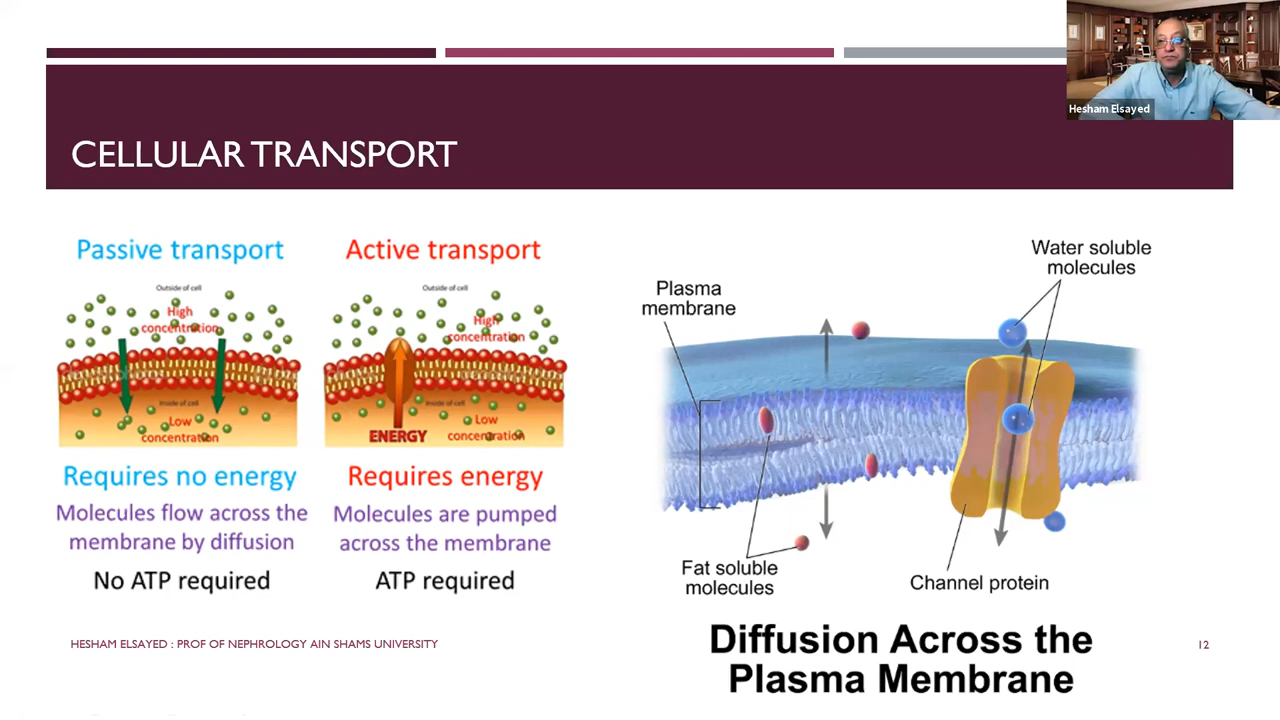 Hesham Elsayed
CELLULAR TRANSPORT
Passive transport
Outside of cell
High
concentration
Inside of cell
Low
concentration
Requires no energy
Molecules flow across the
membrane by diffusion
No ATP required
Active transport
Outside of cell
High
concentration
Inside of cell
Low
concentration
ENERGY
Requires energy
Molecules are pumped
across the membrane
ATP required
Plasma
membrane
Water soluble
molecules
Fat soluble
molecules
Channel protein
Diffusion Across the
Plasma Membrane
HESHAM ELSAYED : PROF OF NEPHROLOGY AIN SHAMS UNIVERSITY
12